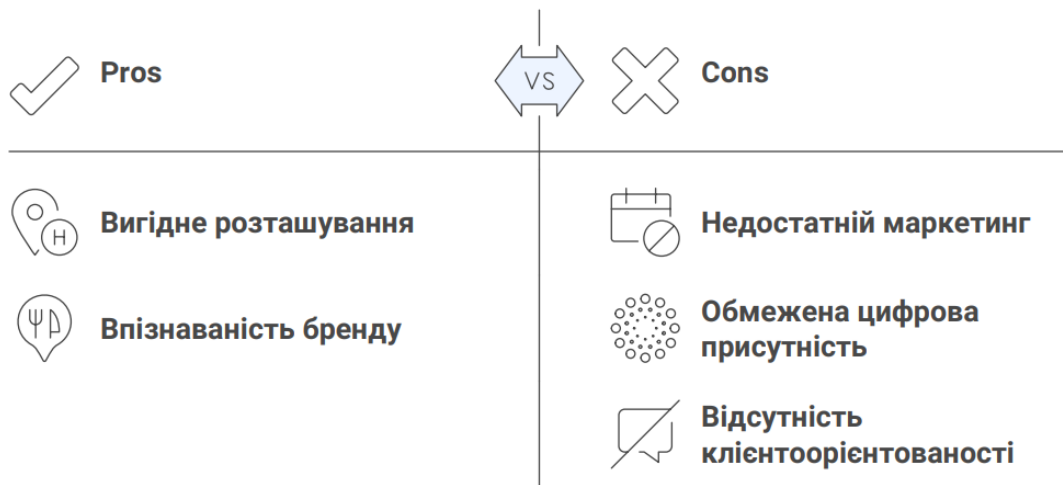 Pros
VS
Cons
Вигідне розташування
H
Впізнаваність бренду
Недостатній маркетинг
Обмежена цифрова
присутність
Відсутність
клієнтоорієнтованості